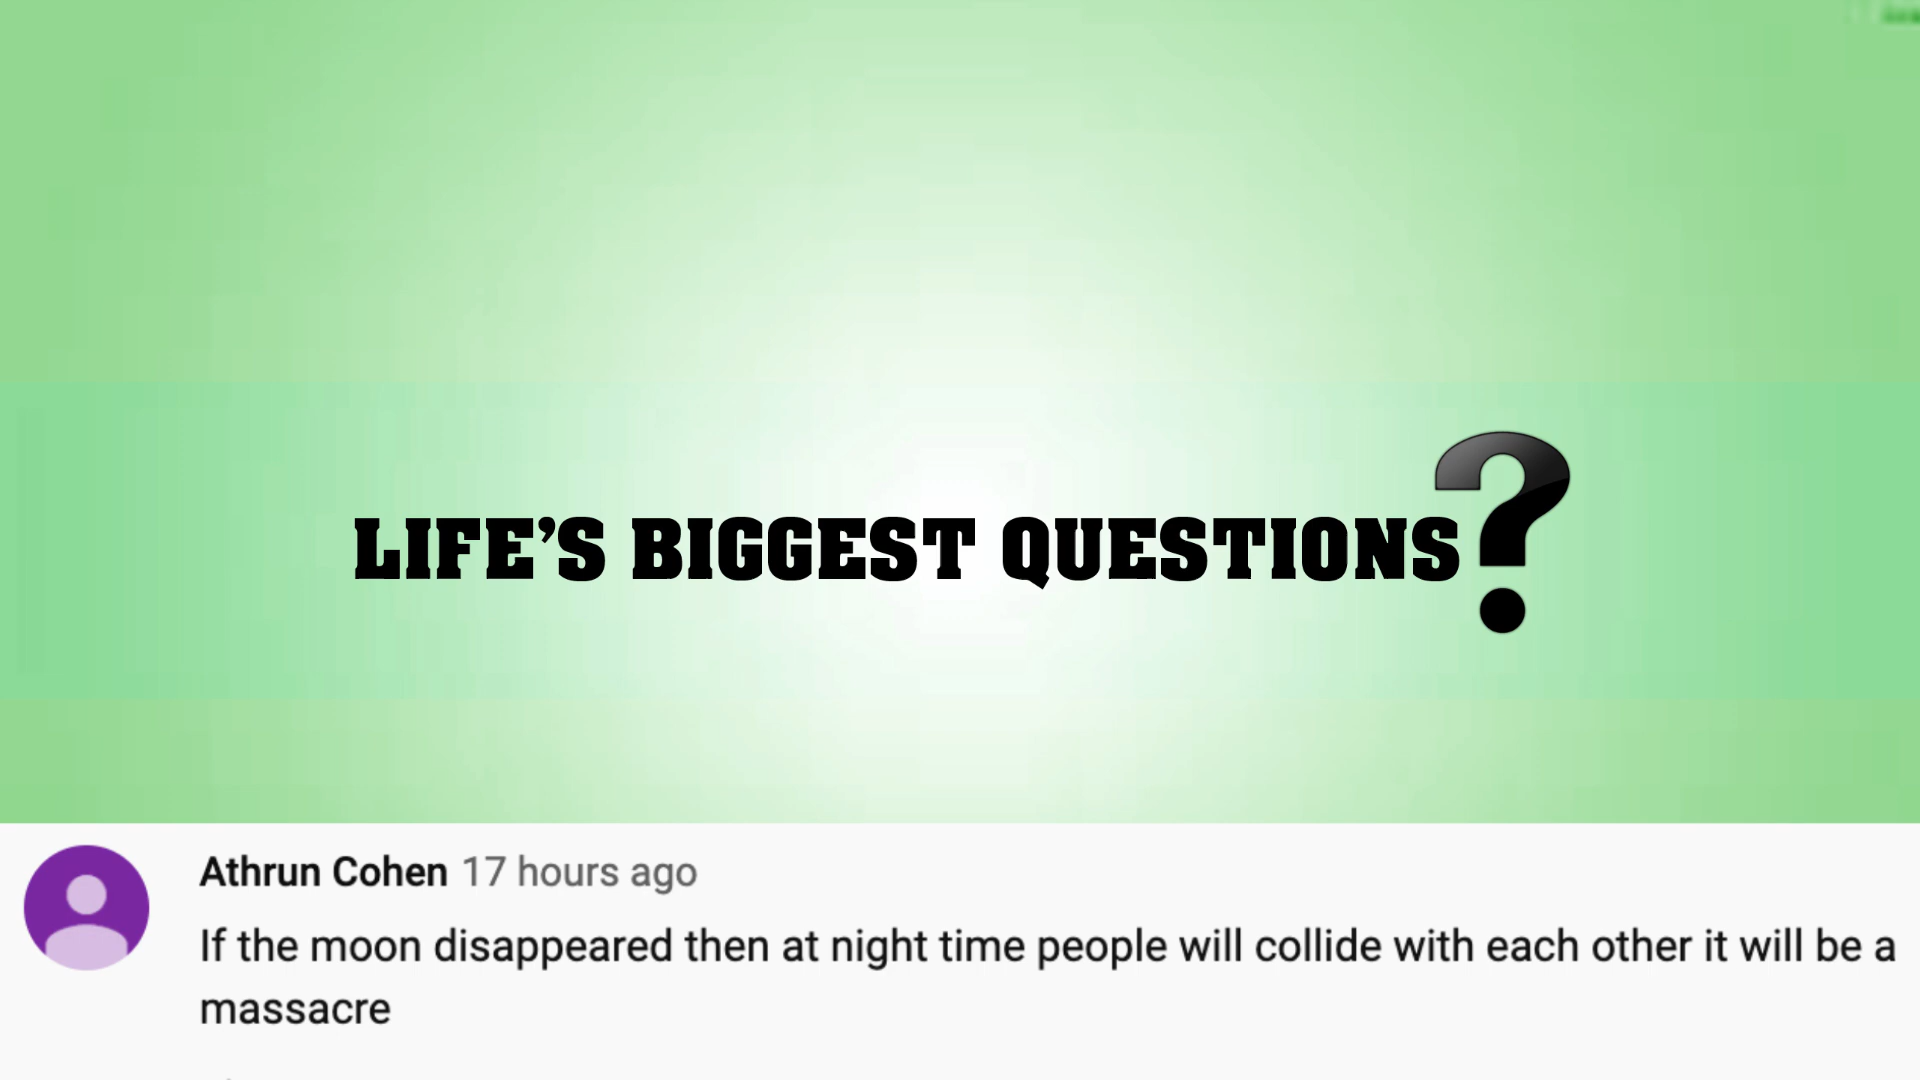 LIFE’S BIGGEST QUESTIONS?
Athrun Cohen 17 hours ago
If the moon disappeared then at night time people will collide with each other it will be a
massacre